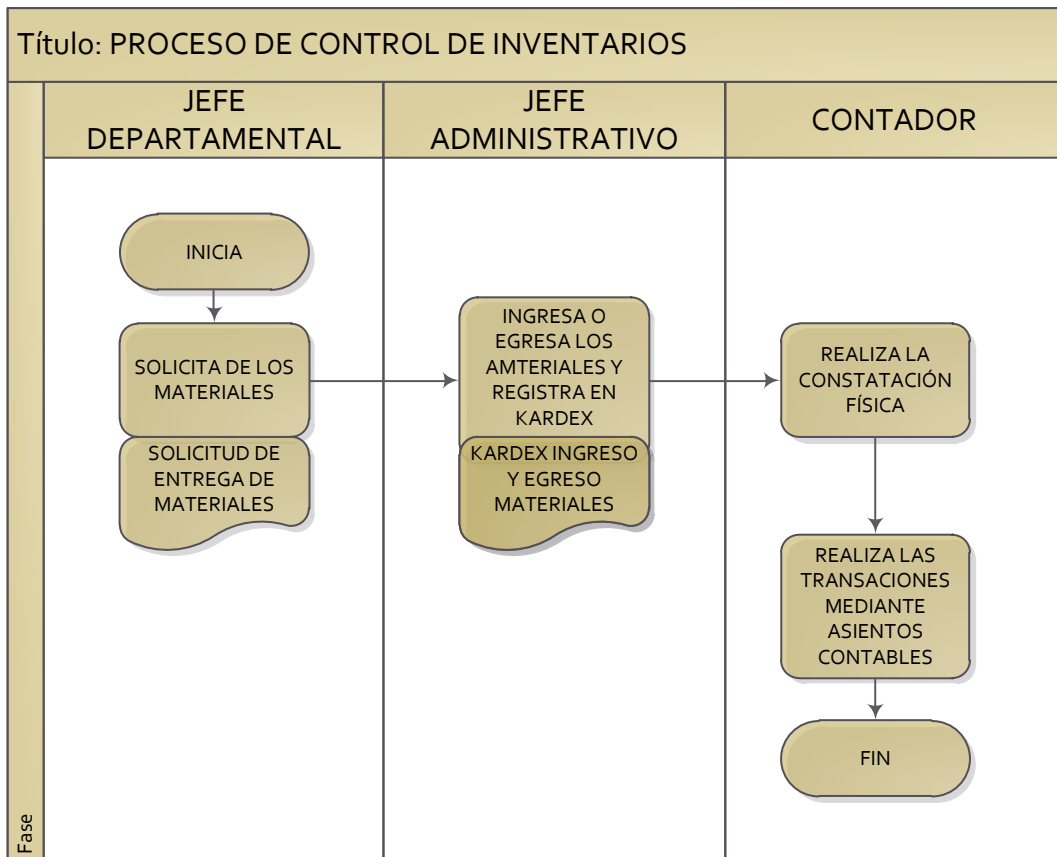 Título: PROCESO DE CONTROL DE INVENTARIOS
JEFE
DEPARTAMENTAL
JEFE
ADMINISTRATIVO
CONTADOR
INICIA
SOLICITA DE LOS
MATERIALES
SOLICITUD DE
ENTREGA DE
MATERIALES
INGRESA O
EGRESA LOS
AMTERIALES Y
REGISTRA EN
KARDEX
KARDEX INGRESO
Y EGRESO
MATERIALES
REALIZA LA
CONSTATACIÓN
FÍSICA
REALIZA LAS
TRANSACIONES
MEDIANTE
ASIENTOS
CONTABLES
FIN
Fase